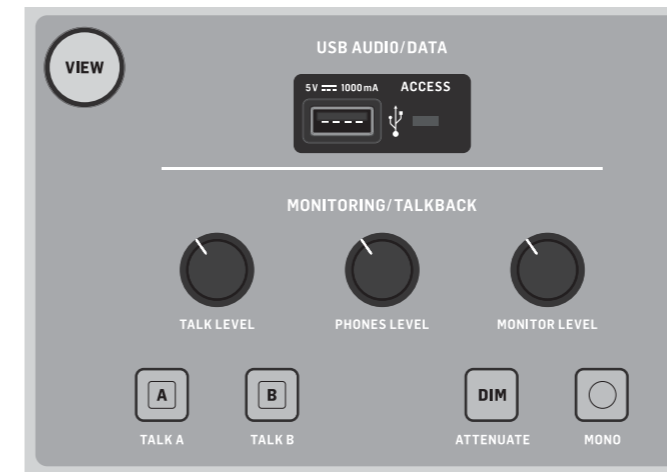 VIEW
USB AUDIO/DATA
5V 1000mA ACCESS
MONITORING/TALKBACK
TALK LEVEL PHONES LEVEL MONITOR LEVEL
A B DIM
TALK A TALK B ATTENUATE MONO